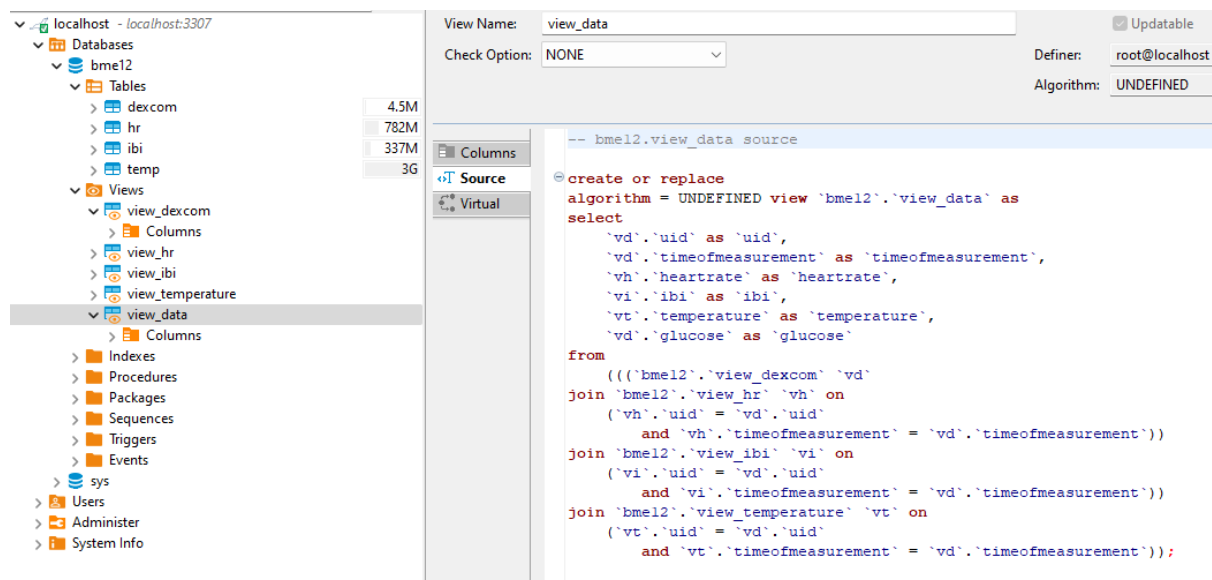 localhost - localhost:3307
Databases
bme12
Tables
dexcom 4.5M
hr 782M
ibi 337M
temp 3G
Views
view_dexcom
Columns
view_hr
view_ibi
view_temperature
view_data
Columns
Indexes
Procedures
Packages
Sequences
Triggers
Events
sys
Users
Administer
System Info
View Name: view_data Updatable
Check Option: NONE Definer: root@localhost
Algorithm: UNDEFINED
Columns
Source
Virtual
-- bme12.view_data source
create or replace
algorithm = UNDEFINED view `bme12`.`view_data` as
select
`vd`.`uid` as `uid`,
`vd`.`timeofmeasurement` as `timeofmeasurement`,
`vh`.`heartrate` as `heartrate`,
`vi`.`ibi` as `ibi`,
`vt`.`temperature` as `temperature`,
`vd`.`glucose` as `glucose`
from
(((`bme12`.`view_dexcom` `vd`
join `bme12`.`view_hr` `vh` on
(`vh`.`uid` = `vd`.`uid`
and `vh`.`timeofmeasurement` = `vd`.`timeofmeasurement`))
join `bme12`.`view_ibi` `vi` on
(`vi`.`uid` = `vd`.`uid`
and `vi`.`timeofmeasurement` = `vd`.`timeofmeasurement`))
join `bme12`.`view_temperature` `vt` on
(`vt`.`uid` = `vd`.`uid`
and `vt`.`timeofmeasurement` = `vd`.`timeofmeasurement`));